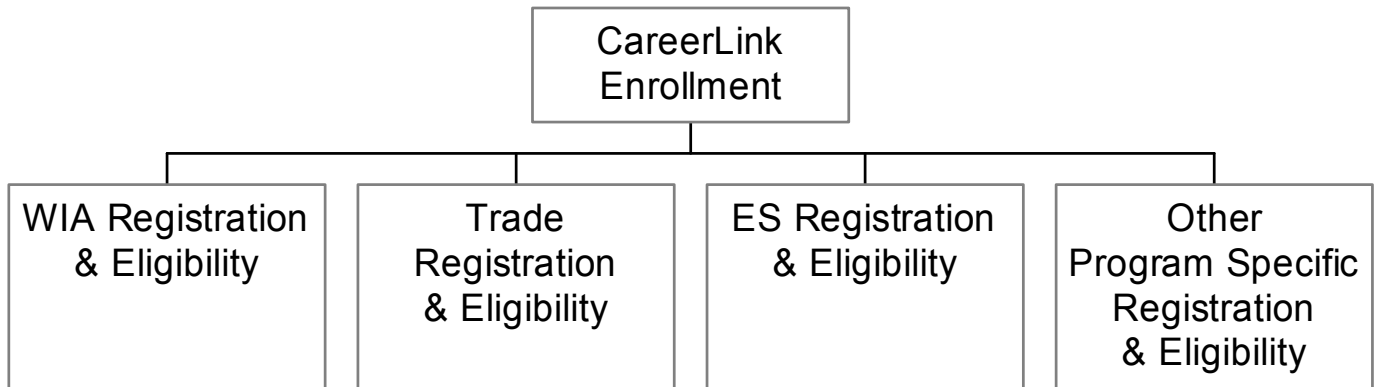 CareerLink
Enrollment
WIA Registration
& Eligibility
Trade
Registration
& Eligibility
ES Registration
& Eligibility
Other
Program Specific
Registration
& Eligibility